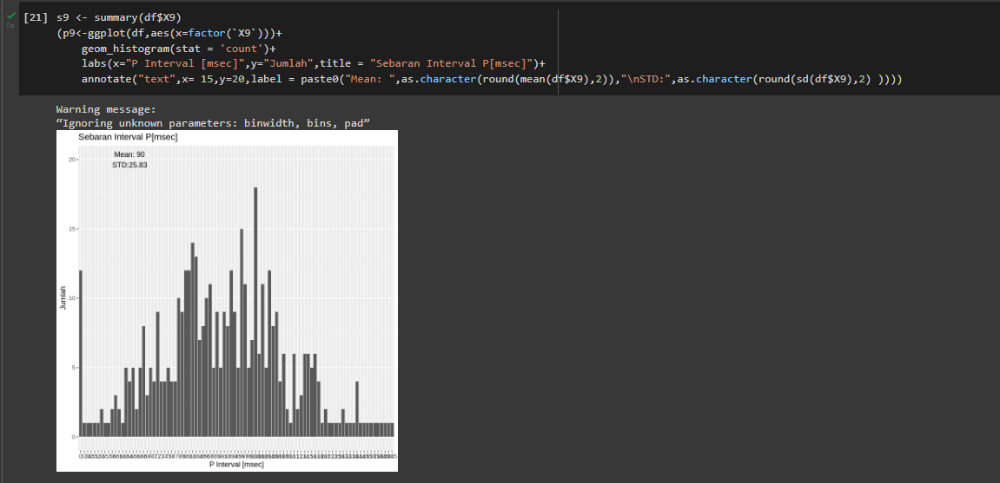 [21] s9 <- summary(df$X9)
(p9<-ggplot(df,aes(x=factor(`X9`)))+
geom_histogram(stat = 'count')+
labs(x="P Interval [msec]",y="Jumlah",title = "Sebaran Interval P[msec]")+
annotate("text",x= 15,y=20,label = paste0("Mean: ",as.character(round(mean(df$X9),2)),"\nSTD:",as.character(round(sd(df$X9),2) ))))
0s
Warning message:
“Ignoring unknown parameters: binwidth, bins, pad”
Sebaran Interval P[msec]
Mean: 90
STD:25.83
20
15
10
5
0
Jumlah
P Interval [msec]